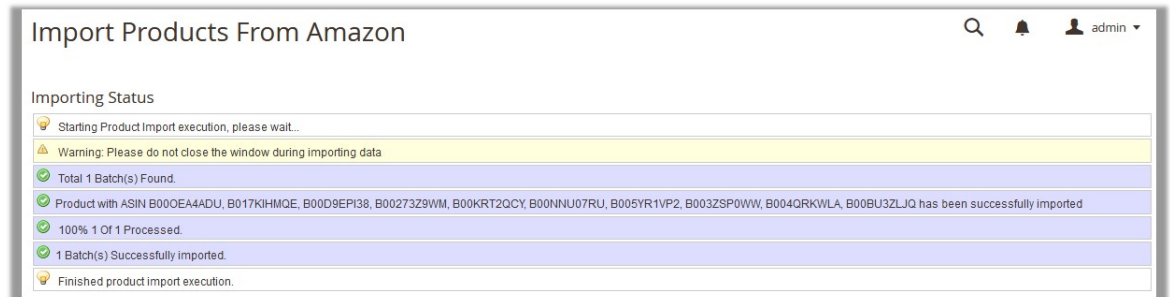 Import Products From Amazon
admin
Importing Status
Starting Product Import execution, please wait...
Warning: Please do not close the window during importing data
Total 1 Batch(s) Found.
Product with ASIN B00OEA4ADU, B017KIHMQE, B00D9EPI38, B00273Z9WM, B00KRT2QCY, B00NNU07RU, B005YR1VP2, B003ZSP0WW, B004QRKWLA, B00BU3ZLJQ has been successfully imported
100% 1 Of 1 Processed.
1 Batch(s) Successfully imported.
Finished product import execution.